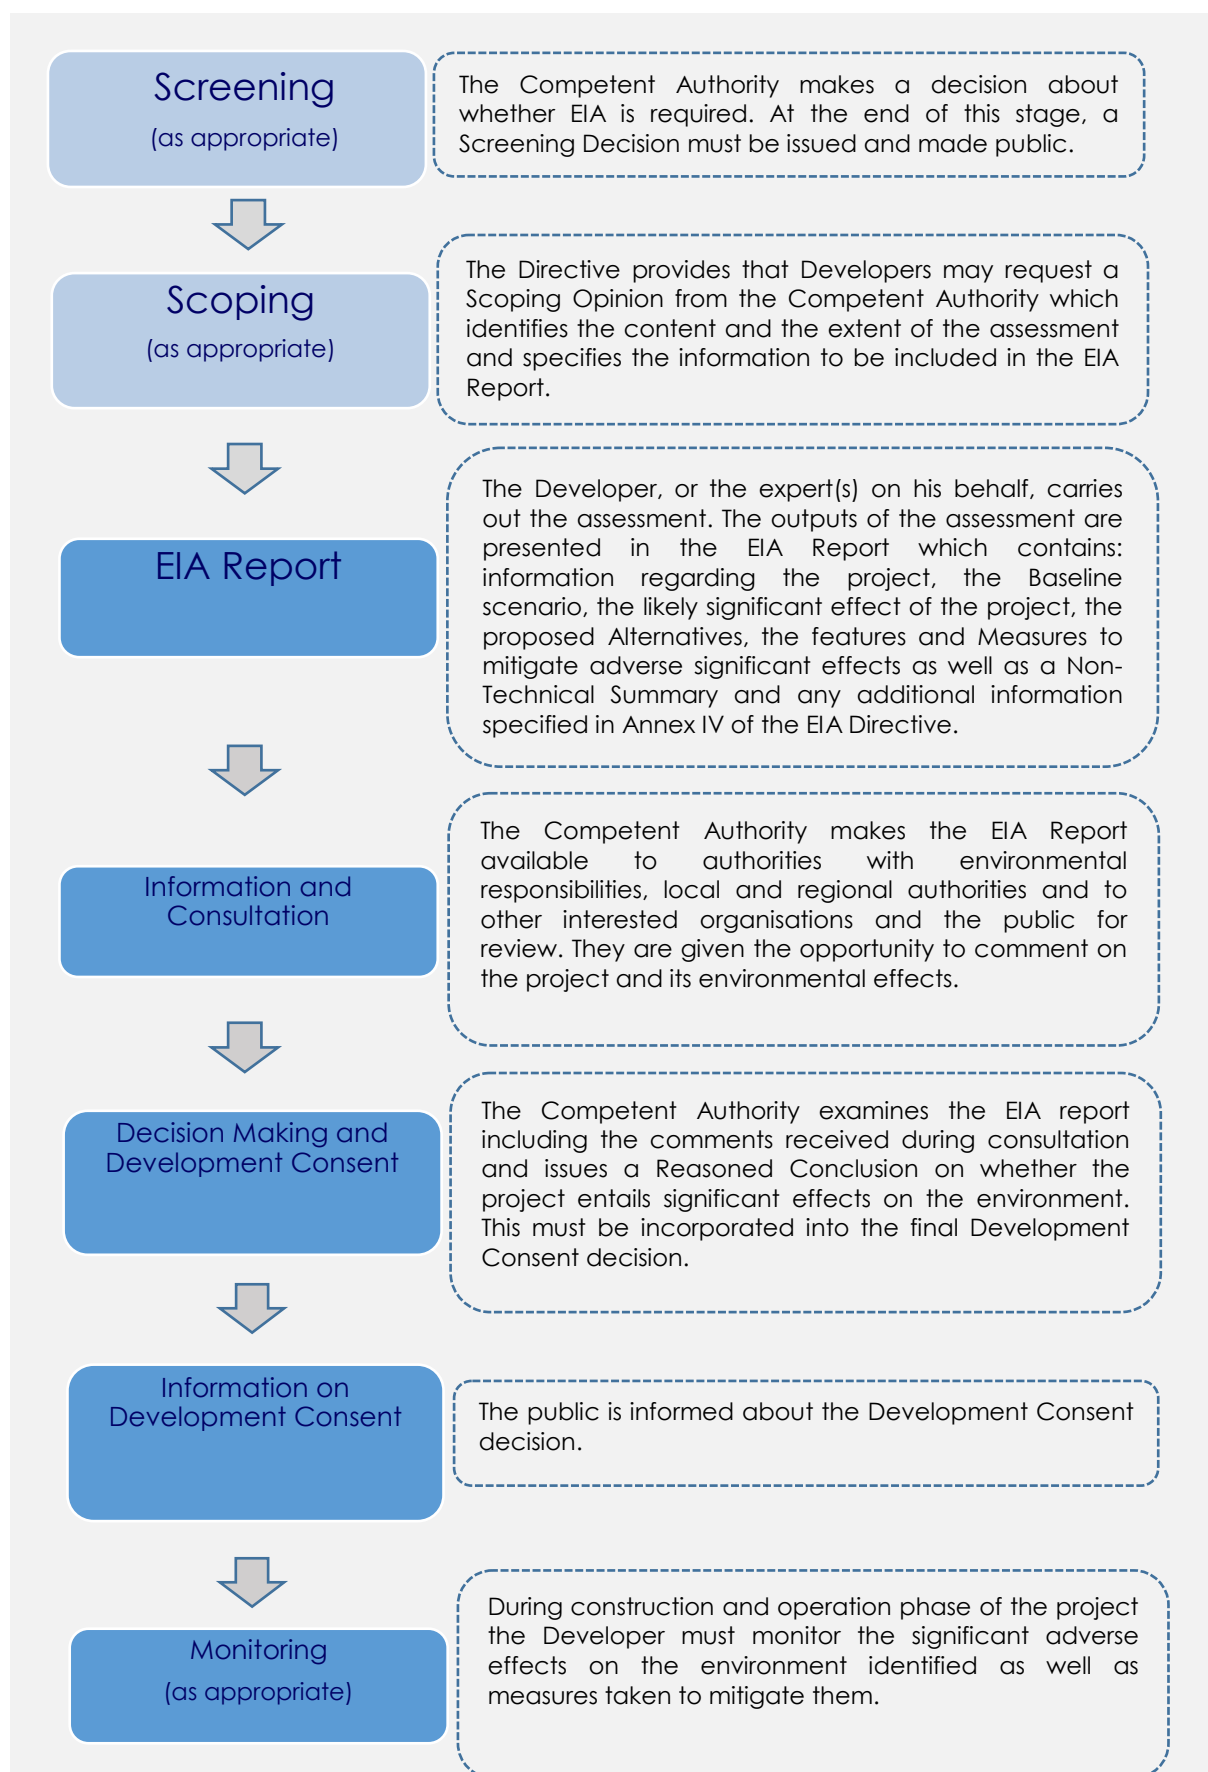 Screening
(as appropriate)
The Competent Authority makes a decision about
whether EIA is required. At the end of this stage, a
Screening Decision must be issued and made public.
Scoping
(as appropriate)
The Directive provides that Developers may request a
Scoping Opinion from the Competent Authority which
identifies the content and the extent of the assessment
and specifies the information to be included in the EIA
Report.
EIA Report
The Developer, or the expert(s) on his behalf, carries
out the assessment. The outputs of the assessment are
presented in the EIA Report which contains:
information regarding the project, the Baseline
scenario, the likely significant effect of the project, the
proposed Alternatives, the features and Measures to
mitigate adverse significant effects as well as a Non-
Technical Summary and any additional information
specified in Annex IV of the EIA Directive.
Information and
Consultation
The Competent Authority makes the EIA Report
available to authorities with environmental
responsibilities, local and regional authorities and to
other interested organisations and the public for
review. They are given the opportunity to comment on
the project and its environmental effects.
Decision Making and
Development Consent
The Competent Authority examines the EIA report
including the comments received during consultation
and issues a Reasoned Conclusion on whether the
project entails significant effects on the environment.
This must be incorporated into the final Development
Consent decision.
Information on
Development Consent
The public is informed about the Development Consent
decision.
Monitoring
(as appropriate)
During construction and operation phase of the project
the Developer must monitor the significant adverse
effects on the environment identified as well as
measures taken to mitigate them.